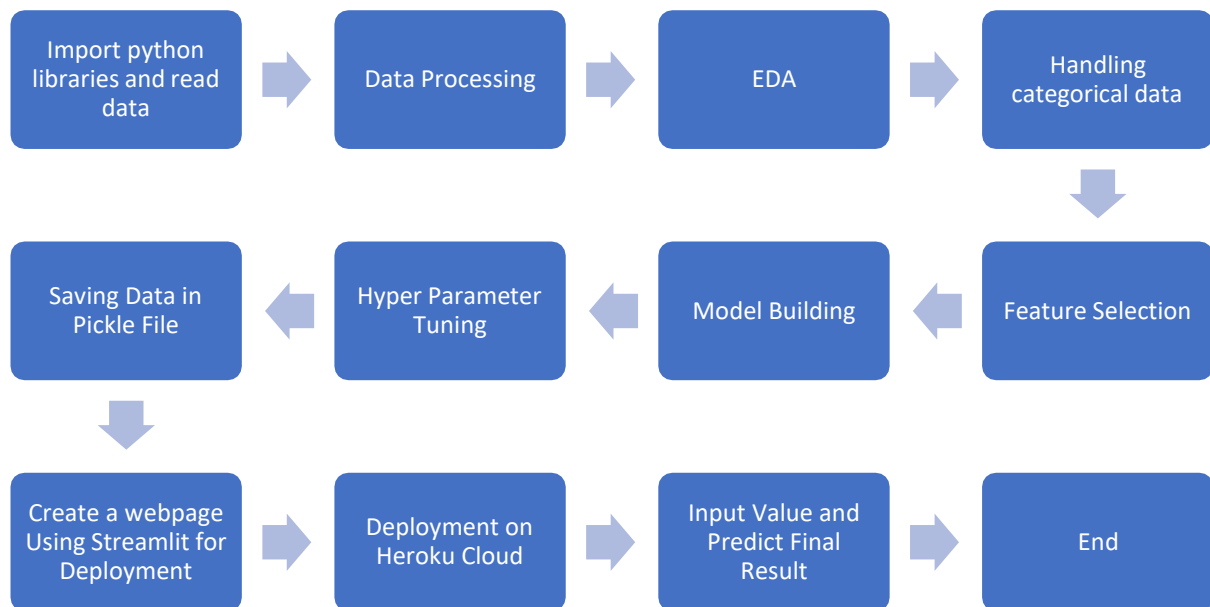 Import python
libraries and read
data
Data Processing
EDA
Handling
categorical data
Feature Selection
Model Building
Hyper Parameter
Tuning
Saving Data in
Pickle File
Create a webpage
Using Streamlit for
Deployment
Deployment on
Heroku Cloud
Input Value and
Predict Final
Result
End